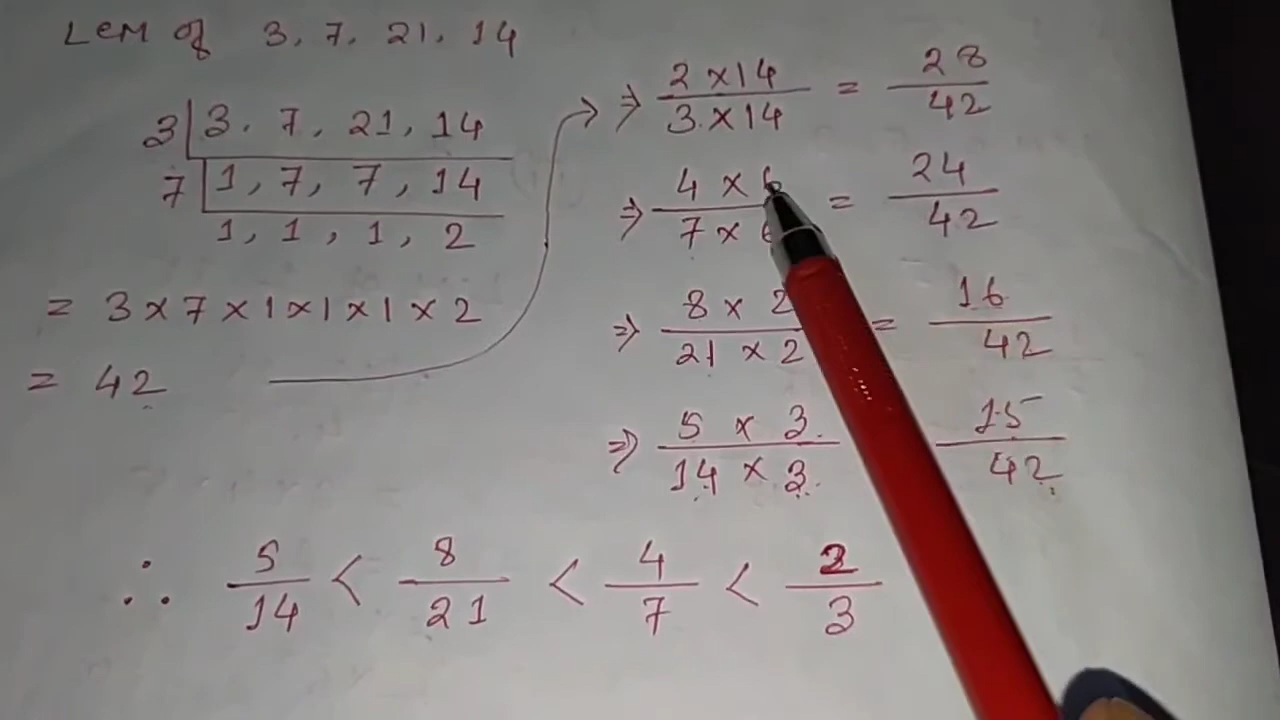 LCM of 3, 7, 21, 14
3 | 3, 7, 21, 14
7 | 1, 7, 7, 14
1, 1, 1, 2
= 3 × 7 × 1 × 1 × 1 × 2
= 42
⇒ 2 × 14 / 3 × 14 = 28 / 42
⇒ 4 × 6 / 7 × 6 = 24 / 42
⇒ 8 × 2 / 21 × 2 = 16 / 42
⇒ 5 × 3 / 14 × 3 15 / 42
∴ 5/14 < 8/21 < 4/7 < 2/3